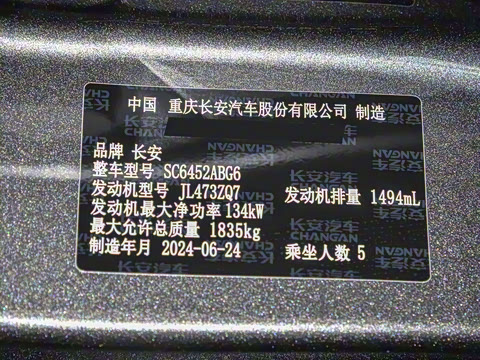 中国 重庆长安汽车股份有限公司 制造
品牌 长安
整车型号 SC6452ABG6
发动机型号 JL473ZQ7 发动机排量 1494mL
发动机最大净功率 134kW
最大允许总质量 1835kg
制造年月 2024-06-24 乘坐人数 5